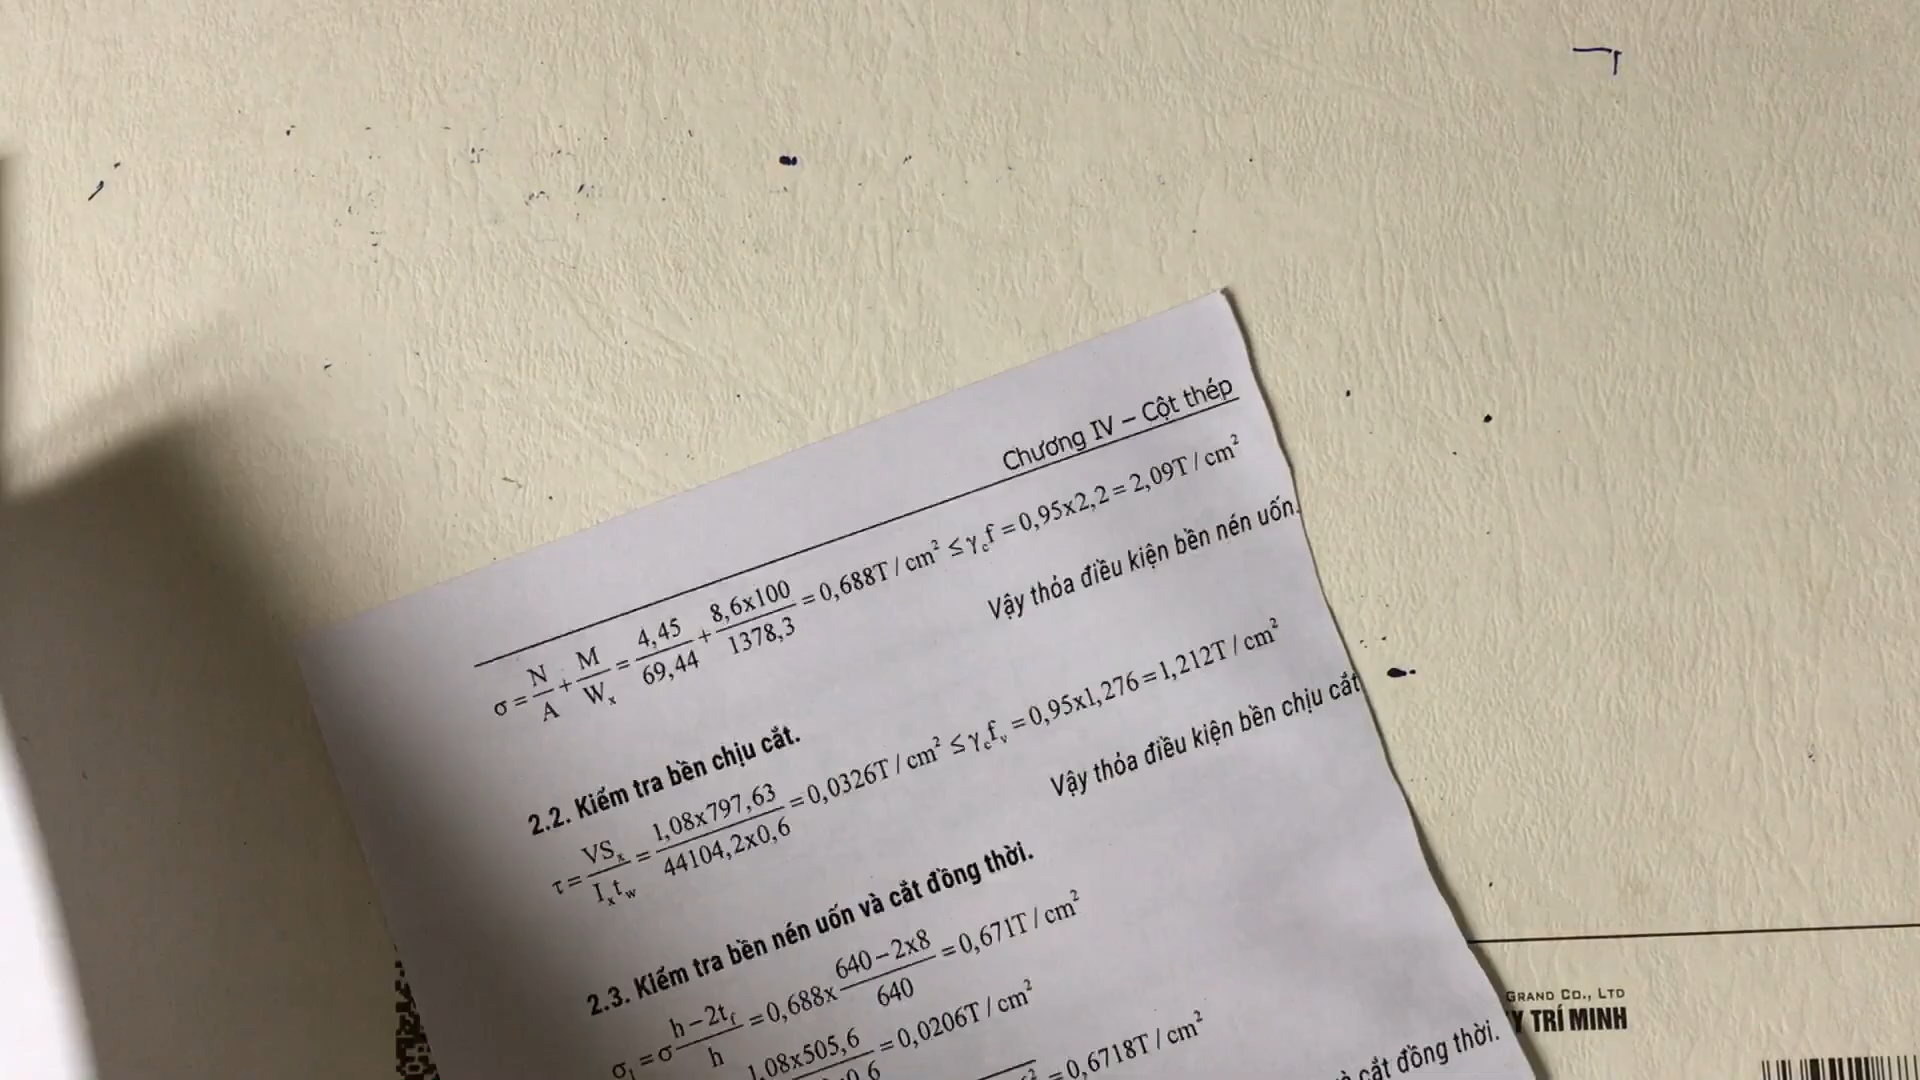 Chương IV – Cột thép
σ = N/A + M/Wₓ = 4,45/69,44 + 8,6x100/1378,3 = 0,688T / cm² ≤ γ_c f = 0,95x2,2 = 2,09T / cm²
Vậy thỏa điều kiện bền nén uốn.
2.2. Kiểm tra bền chịu cắt.
τ = VSₓ/Iₓt_w = 1,08x797,63/44104,2x0,6 = 0,0326T / cm² ≤ γ_c f_v = 0,95x1,276 = 1,212T / cm²
Vậy thỏa điều kiện bền chịu cắt
2.3. Kiểm tra bền nén uốn và cắt đồng thời.
σ₁ = σ h – 2t_f/h = 0,688x 640 – 2x8/640 = 0,671T / cm²
1,08x505,6 = 0,0206T / cm²
= 0,6718T / cm²
cắt đồng thời.
GRAND CO., LTD
Y TRÍ MINH